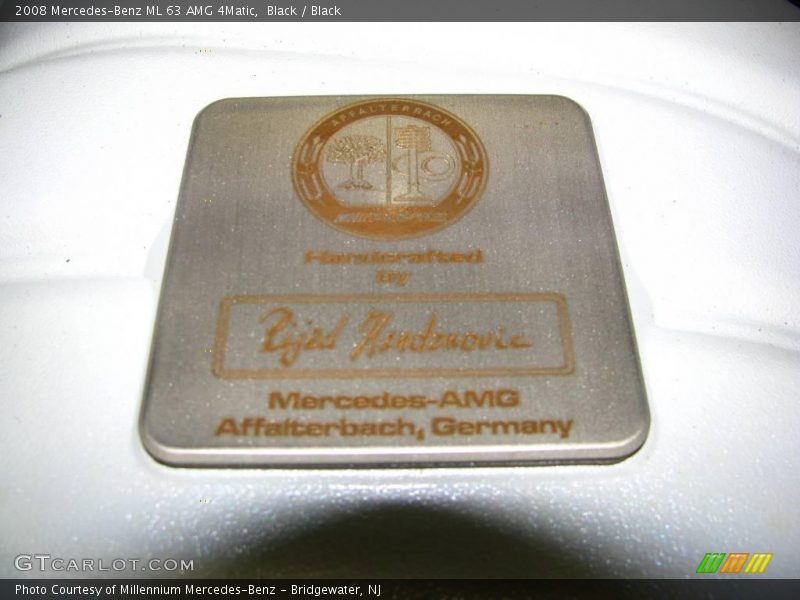 2008 Mercedes-Benz ML 63 AMG 4Matic, Black / Black
AFFALTERBACH
Handcrafted
by
Mercedes-AMG
Affalterbach, Germany
GTCARLOT.COM
Photo Courtesy of Millennium Mercedes-Benz - Bridgewater, NJ